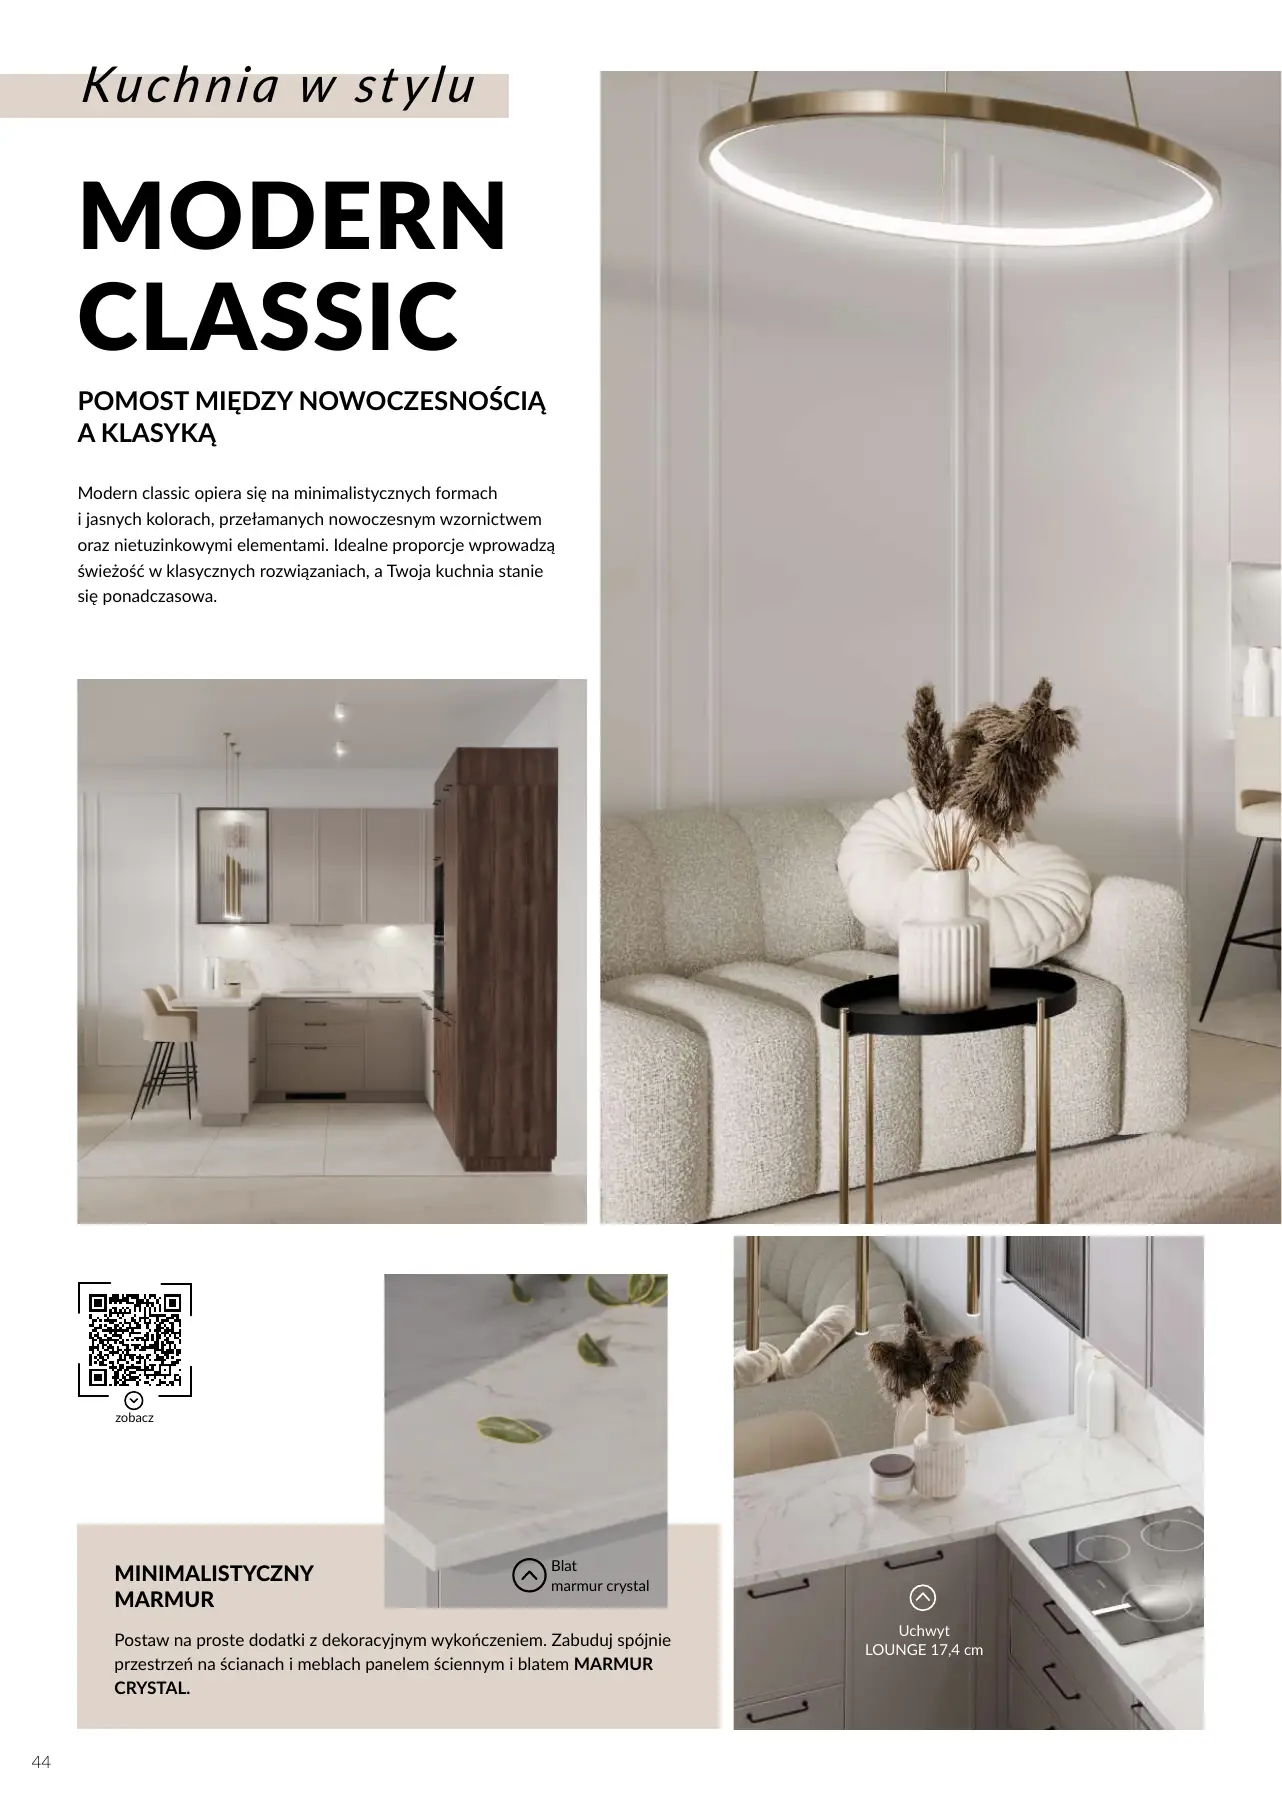 Kuchnia w stylu
MODERN
CLASSIC
POMOST MIĘDZY NOWOCZESNOŚCIĄ
A KLASYKĄ
Modern classic opiera się na minimalistycznych formach
i jasnych kolorach, przełamanych nowoczesnym wzornictwem
oraz nietuzinkowymi elementami. Idealne proporcje wprowadzą
świeżość w klasycznych rozwiązaniach, a Twoja kuchnia stanie
się ponadczasowa.
zobacz
Blat
marmur crystal
MINIMALISTYCZNY
MARMUR
Postaw na proste dodatki z dekoracyjnym wykończeniem. Zabuduj spójnie
przestrzeń na ścianach i meblach panelem ściennym i blatem MARMUR
CRYSTAL.
Uchwyt
LOUNGE 17,4 cm
44